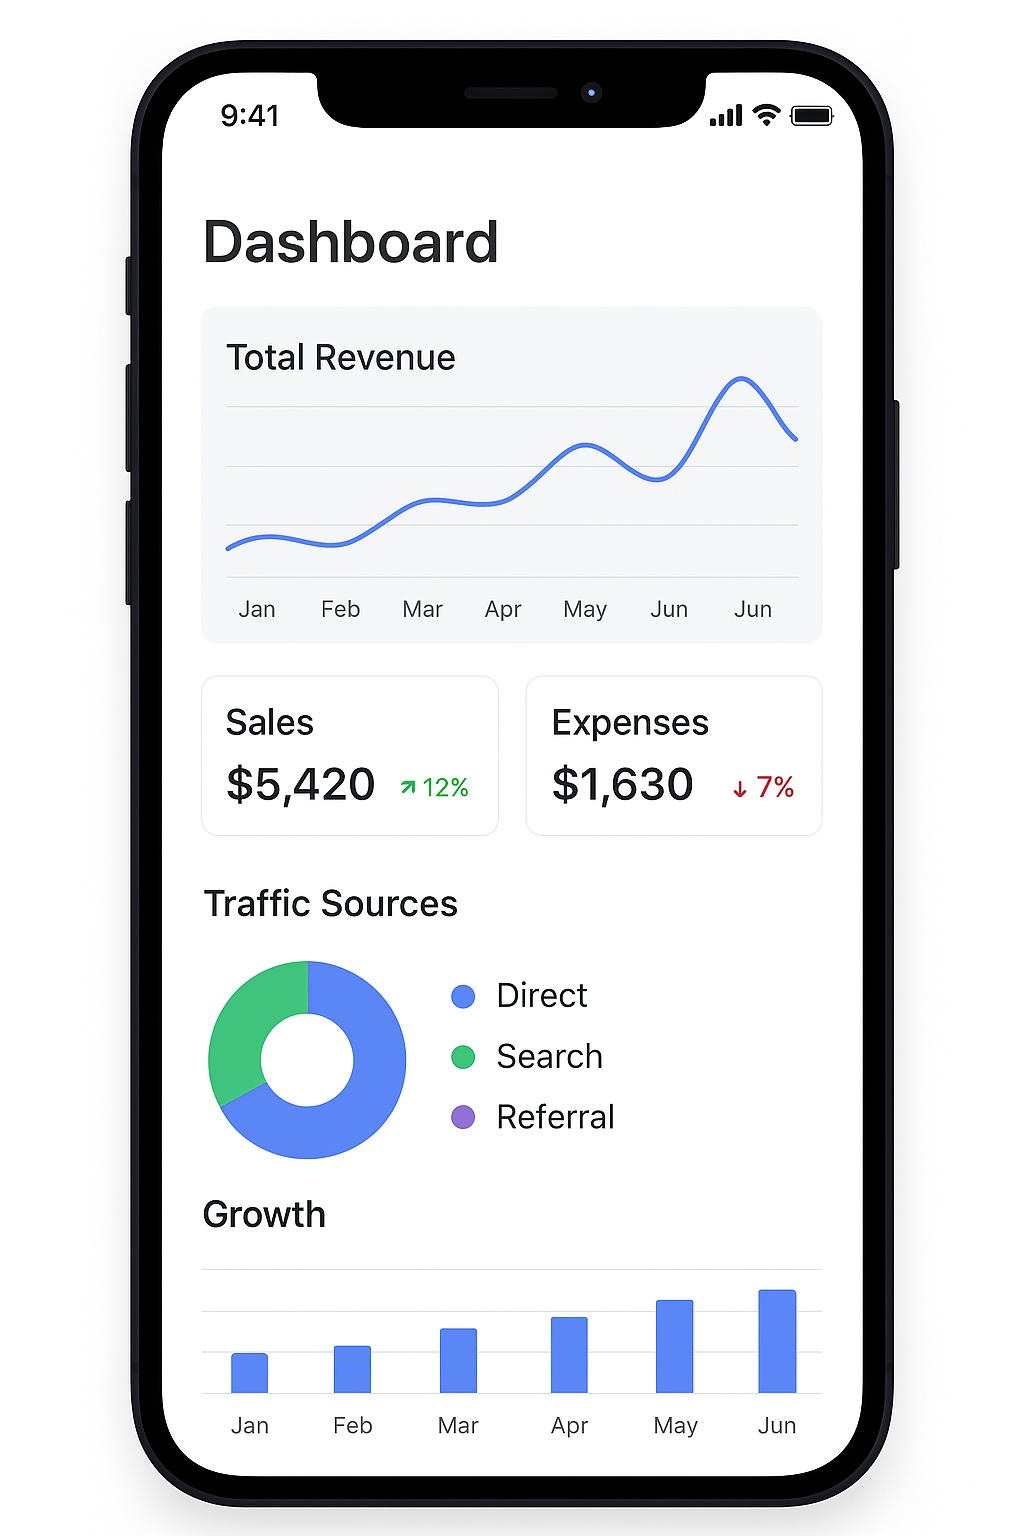 9:41
Dashboard
Total Revenue
Jan Feb Mar Apr May Jun Jun
Sales
$5,420 12%
Expenses
$1,630 7%
Traffic Sources
Direct
Search
Referral
Growth
Jan Feb Mar Apr May Jun